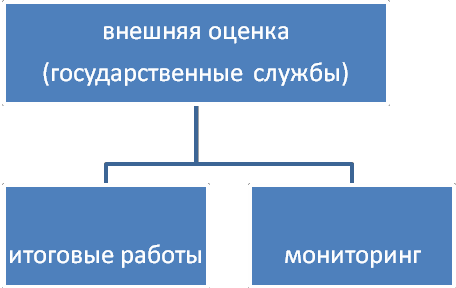 внешняя оценка
(государственные службы)
итоговые работы
мониторинг